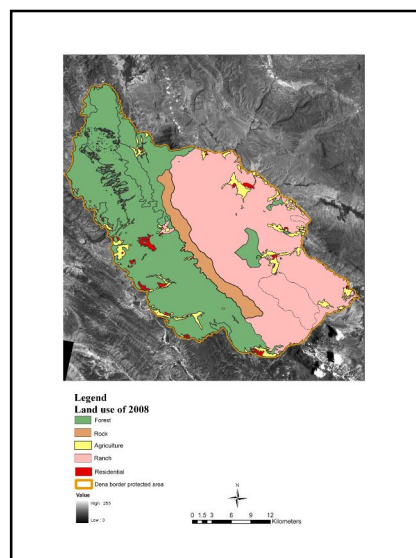 Legend
Land use of 2008
Forest
Rock
Agriculture
Ranch
Residential
Dena border protected area
Value
High : 255
Low : 0
N
0 1.5 3 6 9 12
Kilometers